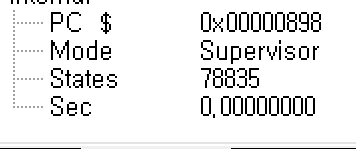 Internal
PC $ 0x00000898
Mode Supervisor
States 78835
Sec 0,00000000